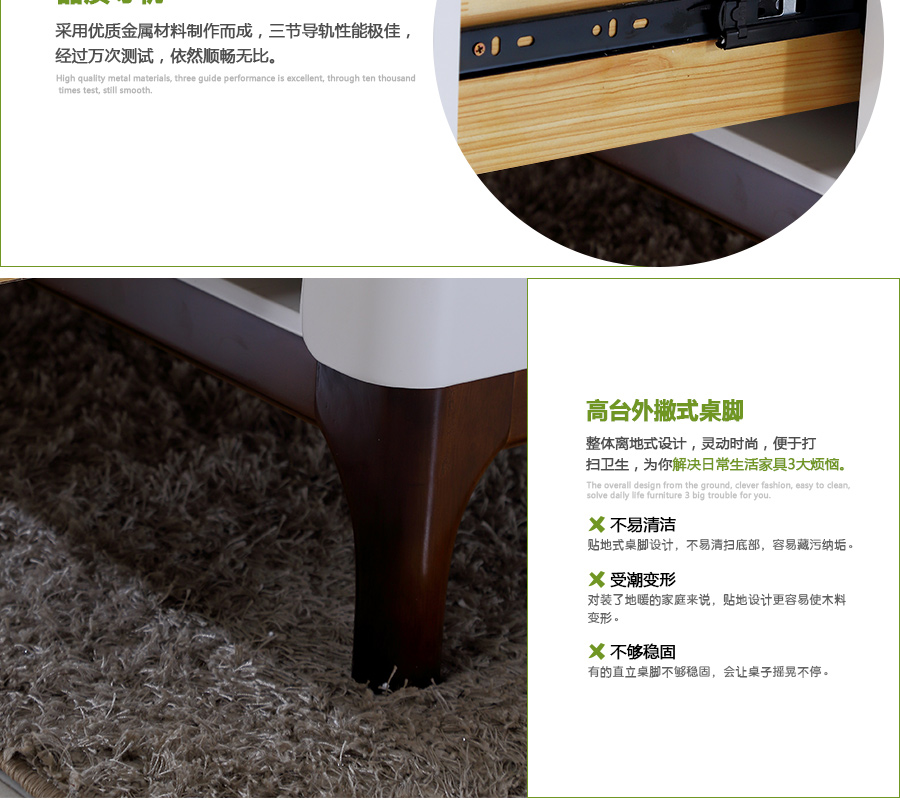 采用优质金属材料制作而成，三节导轨性能极佳，
经过万次测试，依然顺畅无比。
High quality metal materials, three guide performance is excellent, through ten thousand
times test, still smooth.
高台外撇式桌脚
整体离地式设计，灵动时尚，便于打
扫卫生，为你解决日常生活家具3大烦恼。
The overall design from the ground, clever fashion, easy to clean,
solve daily life furniture 3 big trouble for you.
不易清洁
贴地式桌脚设计，不易清扫底部，容易藏污纳垢。
受潮变形
对装了地暖的家庭来说，贴地设计更容易使木料
变形。
不够稳固
有的直立桌脚不够稳固，会让桌子摇晃不停。